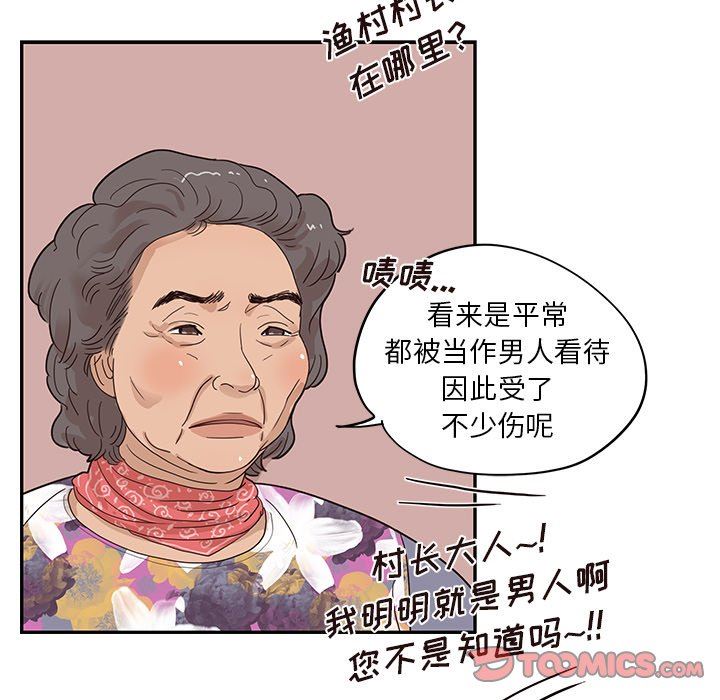 渔村村长
在哪里?
啧啧...
看来是平常
都被当作男人看待
因此受了
不少伤呢
村长大人~!
我明明就是男人啊
您不是知道吗~!!
TOOMICS.COM